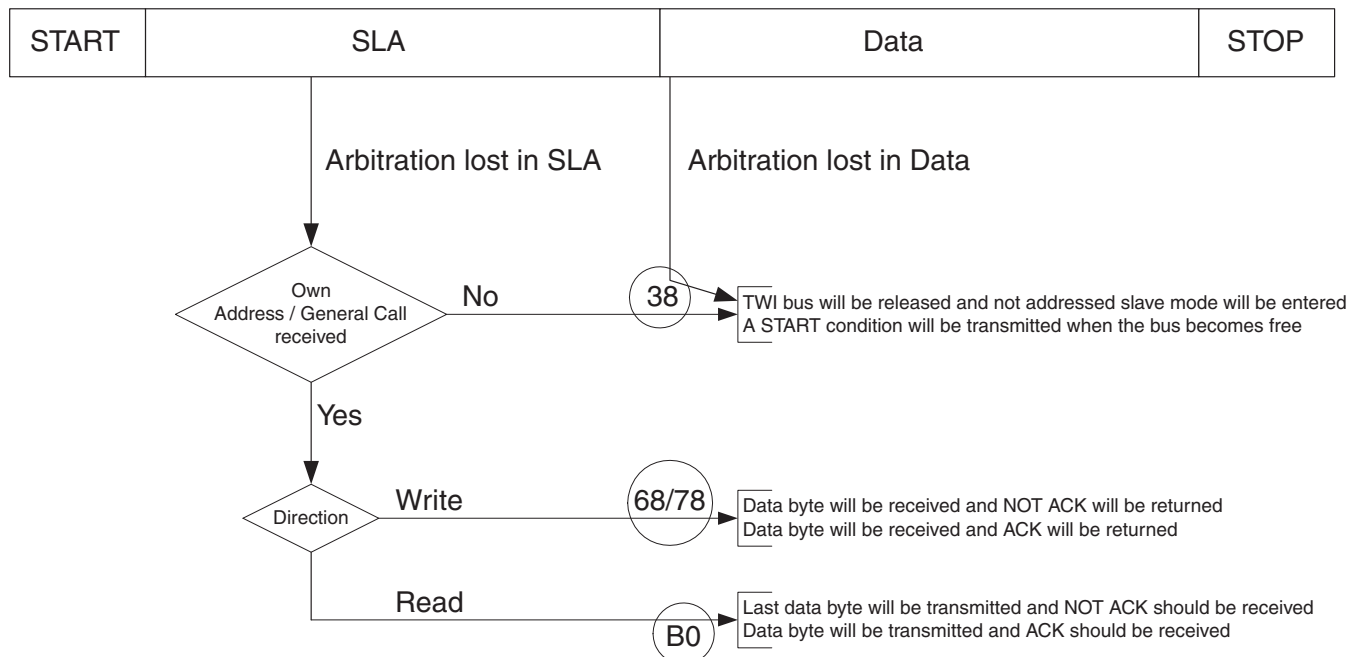 START SLA Data STOP
Arbitration lost in SLA Arbitration lost in Data
Own
Address / General Call
received
No
38
TWI bus will be released and not addressed slave mode will be entered
A START condition will be transmitted when the bus becomes free
Yes
Direction
Write
68/78
Data byte will be received and NOT ACK will be returned
Data byte will be received and ACK will be returned
Read
B0
Last data byte will be transmitted and NOT ACK should be received
Data byte will be transmitted and ACK should be received